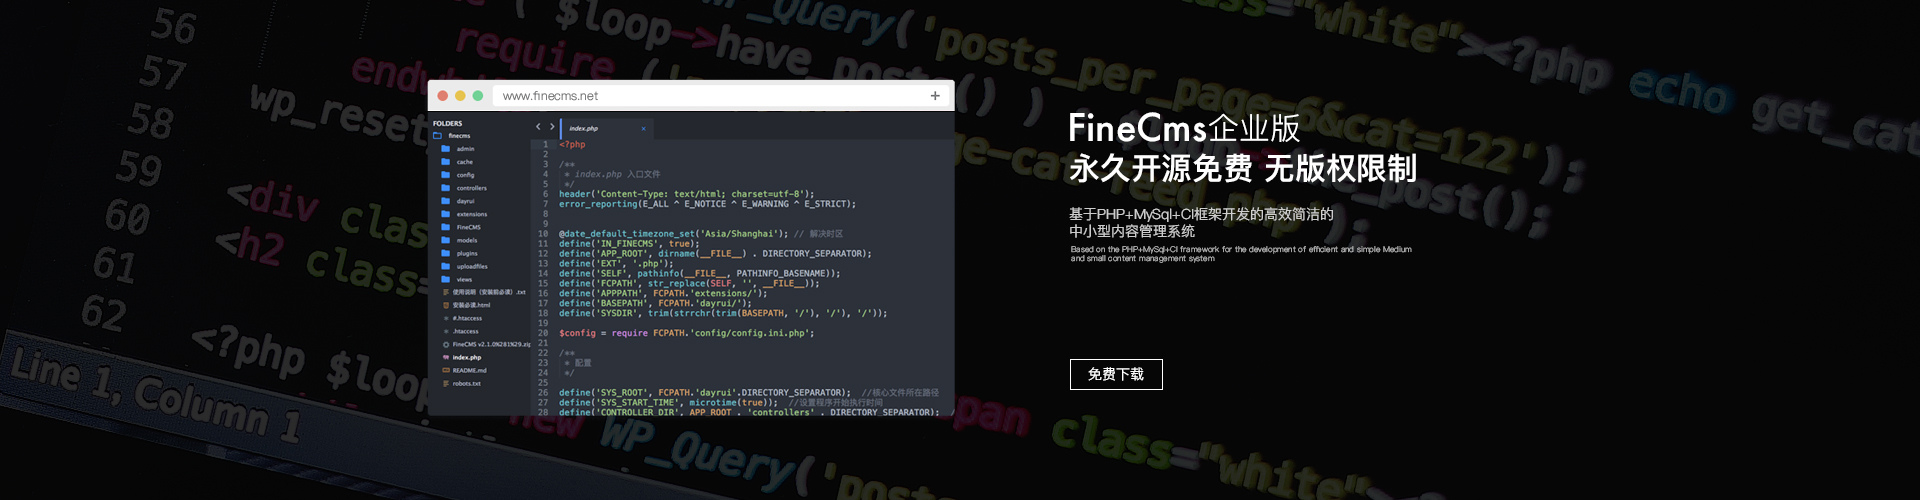 56
57
58
59
60
61
62
( $loop->have_posts() ) :
WP_Query('posts_per_page=6&cat=122');
class="white"><?php echo get_cat
require (
wp_reset_
the_post();
<div clas
<h2 class=
<?php $loop
new WP_Query('posts
span class="white"
Line 1, Column 1
www.finecms.net
+
FOLDERS
finecms
admin
cache
config
controllers
dayrui
extensions
FineCMS
models
plugins
uploadfiles
views
使用说明（安装前必读）.txt
安装必读.html
#.htaccess
.htaccess
FineCMS v2.1.0%281%29.zip
index.php
README.md
robots.txt
index.php ×
1 <?php
2
3 /**
4 * index.php 入口文件
5 */
6 header('Content-Type: text/html; charset=utf-8');
7 error_reporting(E_ALL ^ E_NOTICE ^ E_WARNING ^ E_STRICT);
8
9
10 @date_default_timezone_set('Asia/Shanghai'); // 解决时区
11 define('IN_FINECMS', true);
12 define('APP_ROOT', dirname(__FILE__) . DIRECTORY_SEPARATOR);
13 define('EXT', '.php');
14 define('SELF', pathinfo(__FILE__, PATHINFO_BASENAME));
15 define('FCPATH', str_replace(SELF, '', __FILE__));
16 define('APPPATH', FCPATH.'extensions/');
17 define('BASEPATH', FCPATH.'dayrui/');
18 define('SYSDIR', trim(strrchr(trim(BASEPATH, '/'), '/'), '/'));
19
20 $config = require FCPATH.'config/config.ini.php';
21
22 /**
23 * 配置
24 */
25
26 define('SYS_ROOT', FCPATH.'dayrui'.DIRECTORY_SEPARATOR); //核心文件所在路径
27 define('SYS_START_TIME', microtime(true)); //设置程序开始执行时间
28 define('CONTROLLER_DIR', APP_ROOT . 'controllers' . DIRECTORY_SEPARATOR); /
FineCms企业版
永久开源免费 无版权限制
基于PHP+MySql+CI框架开发的高效简洁的
中小型内容管理系统
Based on the PHP+MySql+CI framework for the development of efficient and simple Medium
and small content management system
免费下载